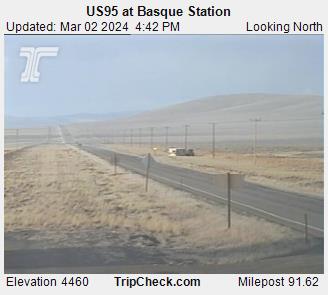 US95 at Basque Station
Updated: Mar 02 2024 4:42 PM Looking North
Elevation 4460 TripCheck.com Milepost 91.62